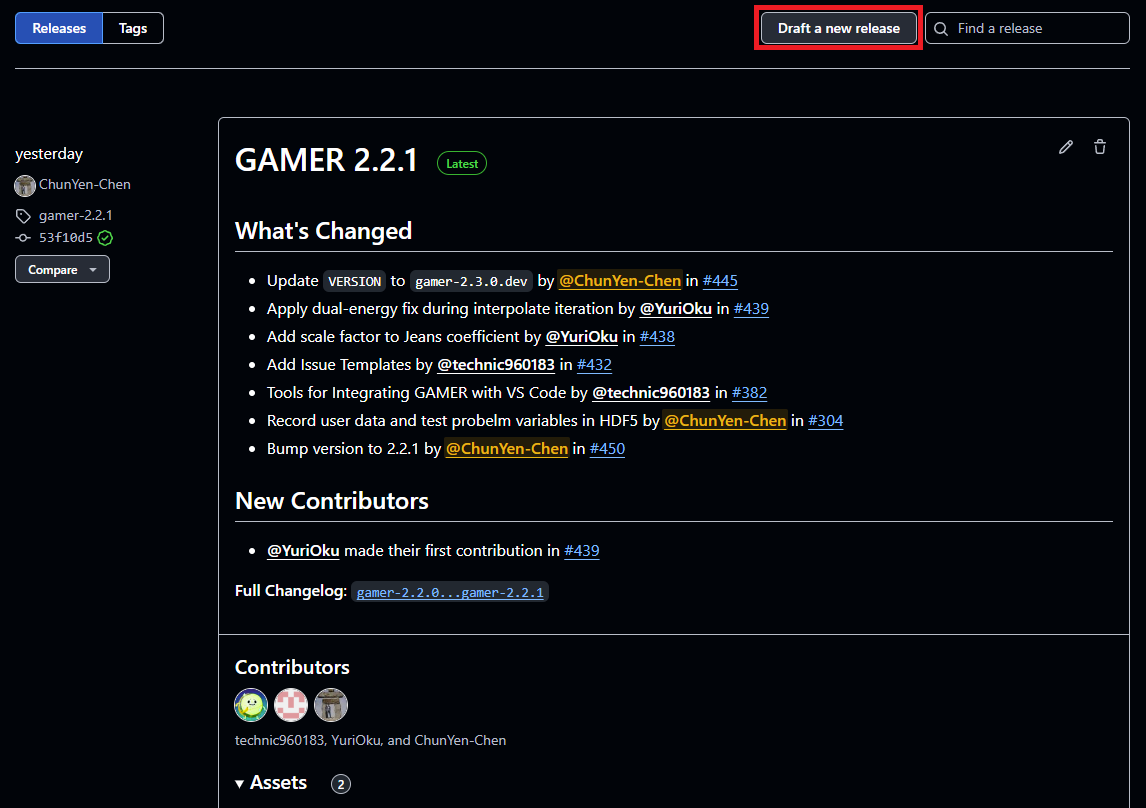 Releases Tags Draft a new release Find a release
yesterday
ChunYen-Chen
gamer-2.2.1
53f10d5
Compare
GAMER 2.2.1 Latest
What's Changed
Update VERSION to gamer-2.3.0.dev by @ChunYen-Chen in #445
Apply dual-energy fix during interpolate iteration by @YuriOku in #439
Add scale factor to Jeans coefficient by @YuriOku in #438
Add Issue Templates by @technic960183 in #432
Tools for Integrating GAMER with VS Code by @technic960183 in #382
Record user data and test probelm variables in HDF5 by @ChunYen-Chen in #304
Bump version to 2.2.1 by @ChunYen-Chen in #450
New Contributors
@YuriOku made their first contribution in #439
Full Changelog: gamer-2.2.0...gamer-2.2.1
Contributors
technic960183, YuriOku, and ChunYen-Chen
Assets 2